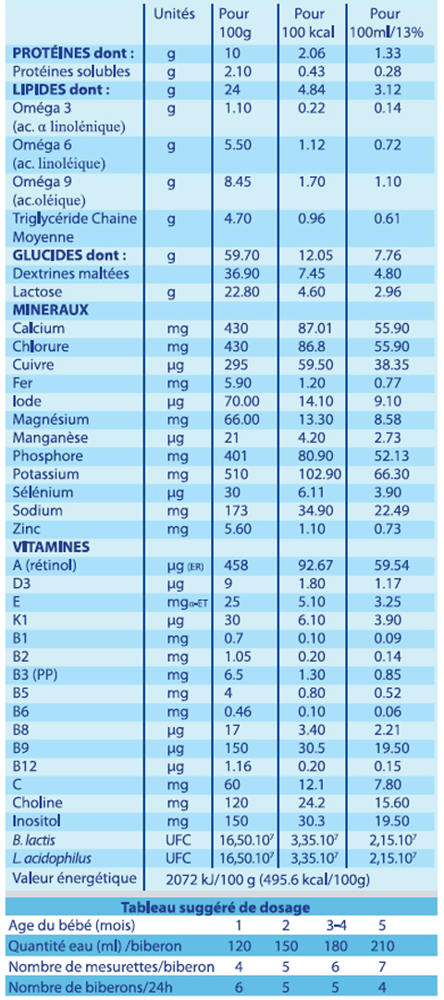 Unités Pour 100g Pour 100 kcal Pour 100ml/13%
PROTÉINES dont : g 10 2.06 1.33
Protéines solubles g 2.10 0.43 0.28
LIPIDES dont : g 24 4.84 3.12
Oméga 3 g 1.10 0.22 0.14
(ac. α linolénique)
Oméga 6 g 5.50 1.12 0.72
(ac. linoléique)
Oméga 9 g 8.45 1.70 1.10
(ac.oléique)
Triglycéride Chaine g 4.70 0.96 0.61
Moyenne
GLUCIDES dont : g 59.70 12.05 7.76
Dextrines maltées 36.90 7.45 4.80
Lactose g 22.80 4.60 2.96
MINERAUX
Calcium mg 430 87.01 55.90
Chlorure mg 430 86.8 55.90
Cuivre µg 295 59.50 38.35
Fer mg 5.90 1.20 0.77
Iode µg 70.00 14.10 9.10
Magnésium mg 66.00 13.30 8.58
Manganèse µg 21 4.20 2.73
Phosphore mg 401 80.90 52.13
Potassium mg 510 102.90 66.30
Sélénium µg 30 6.11 3.90
Sodium mg 173 34.90 22.49
Zinc mg 5.60 1.10 0.73
VITAMINES
A (rétinol) µg (ER) 458 92.67 59.54
D3 µg 9 1.80 1.17
E mgα-ET 25 5.10 3.25
K1 µg 30 6.10 3.90
B1 mg 0.7 0.10 0.09
B2 mg 1.05 0.20 0.14
B3 (PP) mg 6.5 1.30 0.85
B5 mg 4 0.80 0.52
B6 mg 0.46 0.10 0.06
B8 µg 17 3.40 2.21
B9 µg 150 30.5 19.50
B12 µg 1.16 0.20 0.15
C mg 60 12.1 7.80
Choline mg 120 24.2 15.60
Inositol mg 150 30.3 19.50
B. lactis UFC 16,50.10⁷ 3,35.10⁷ 2,15.10⁷
L. acidophilus UFC 16,50.10⁷ 3,35.10⁷ 2,15.10⁷
Valeur énergétique 2072 kJ/100 g (495.6 kcal/100g)
Tableau suggéré de dosage
Age du bébé (mois) 1 2 3-4 5
Quantité eau (ml) /biberon 120 150 180 210
Nombre de mesurettes/biberon 4 5 6 7
Nombre de biberons/24h 6 5 5 4